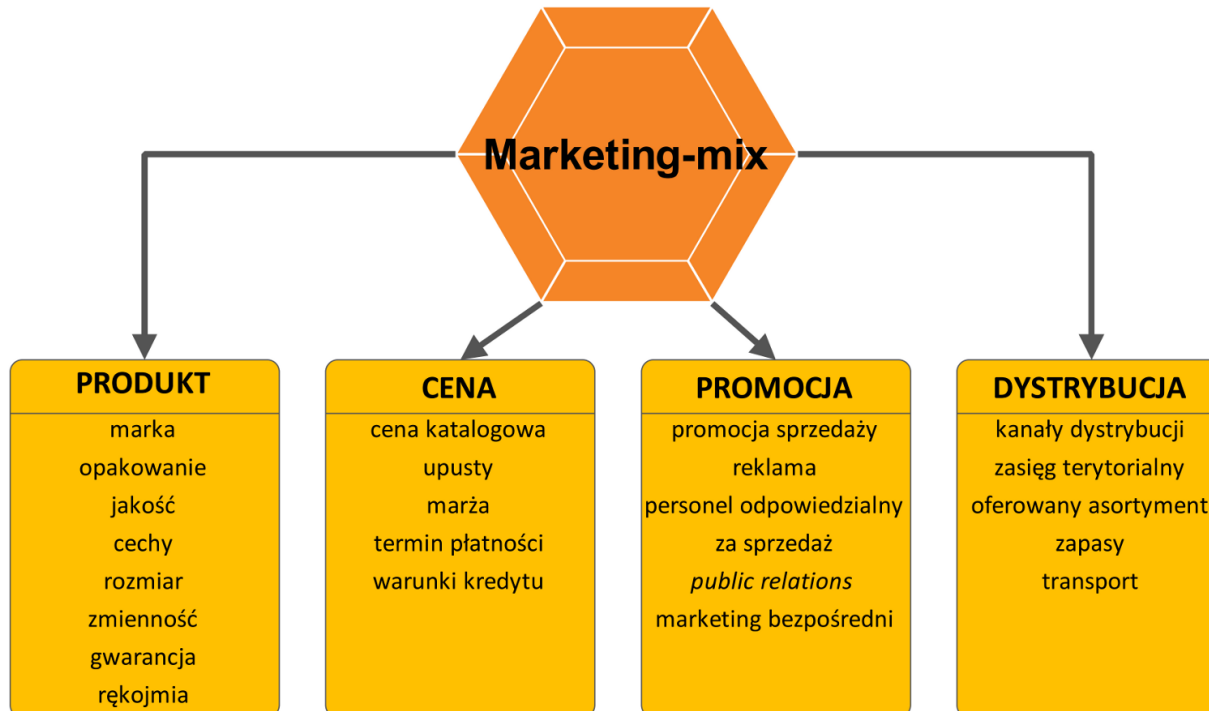 Marketing-mix
PRODUKT
marka
opakowanie
jakość
cechy
rozmiar
zmienność
gwarancja
rękojmia
CENA
cena katalogowa
upusty
marża
termin płatności
warunki kredytu
PROMOCJA
promocja sprzedaży
reklama
personel odpowiedzialny
za sprzedaż
public relations
marketing bezpośredni
DYSTRYBUCJA
kanały dystrybucji
zasięg terytorialny
oferowany asortyment
zapasy
transport